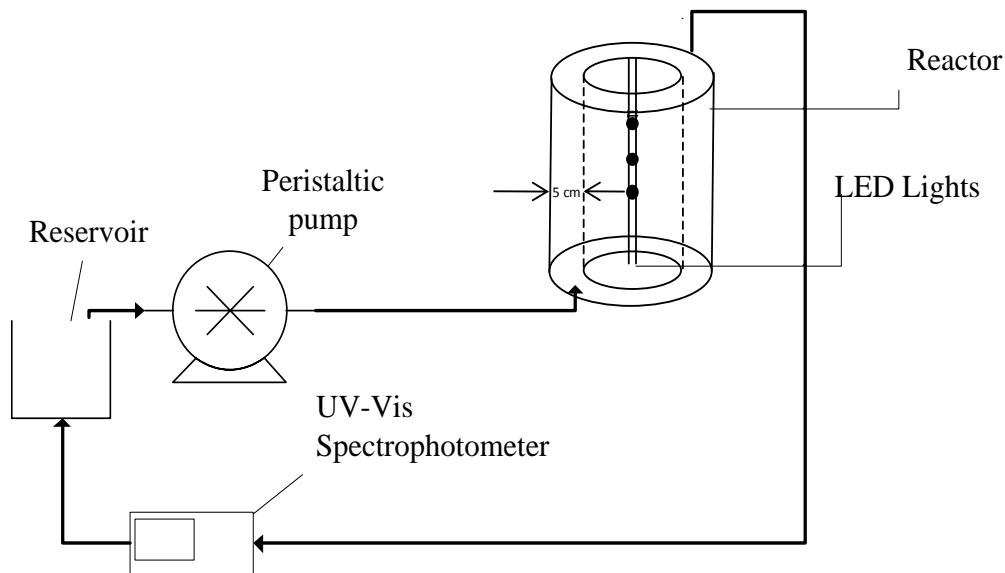 Reactor
LED Lights
5 cm
Peristaltic
pump
Reservoir
UV-Vis
Spectrophotometer